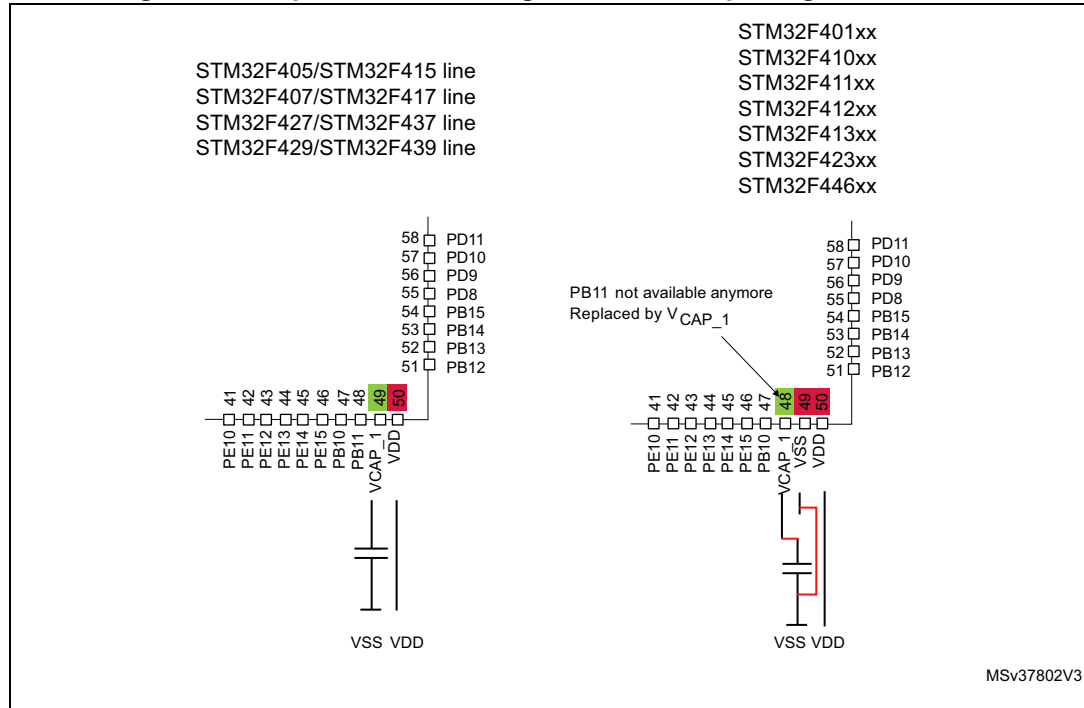 STM32F405/STM32F415 line
STM32F407/STM32F417 line
STM32F427/STM32F437 line
STM32F429/STM32F439 line
58 PD11
57 PD10
56 PD9
55 PD8
54 PB15
53 PB14
52 PB13
51 PB12
41 42 43 44 45 46 47 48 49 50
PE10 PE11 PE12 PE13 PE14 PE15 PB10 PB11 VCAP_1 VDD
VSS VDD
STM32F401xx
STM32F410xx
STM32F411xx
STM32F412xx
STM32F413xx
STM32F423xx
STM32F446xx
58 PD11
57 PD10
56 PD9
55 PD8
54 PB15
53 PB14
52 PB13
51 PB12
PB11 not available anymore
Replaced by VCAP_1
41 42 43 44 45 46 47 48 49 50
PE10 PE11 PE12 PE13 PE14 PE15 PB10 VCAP_1 VSS VDD
VSS VDD
MSv37802V3